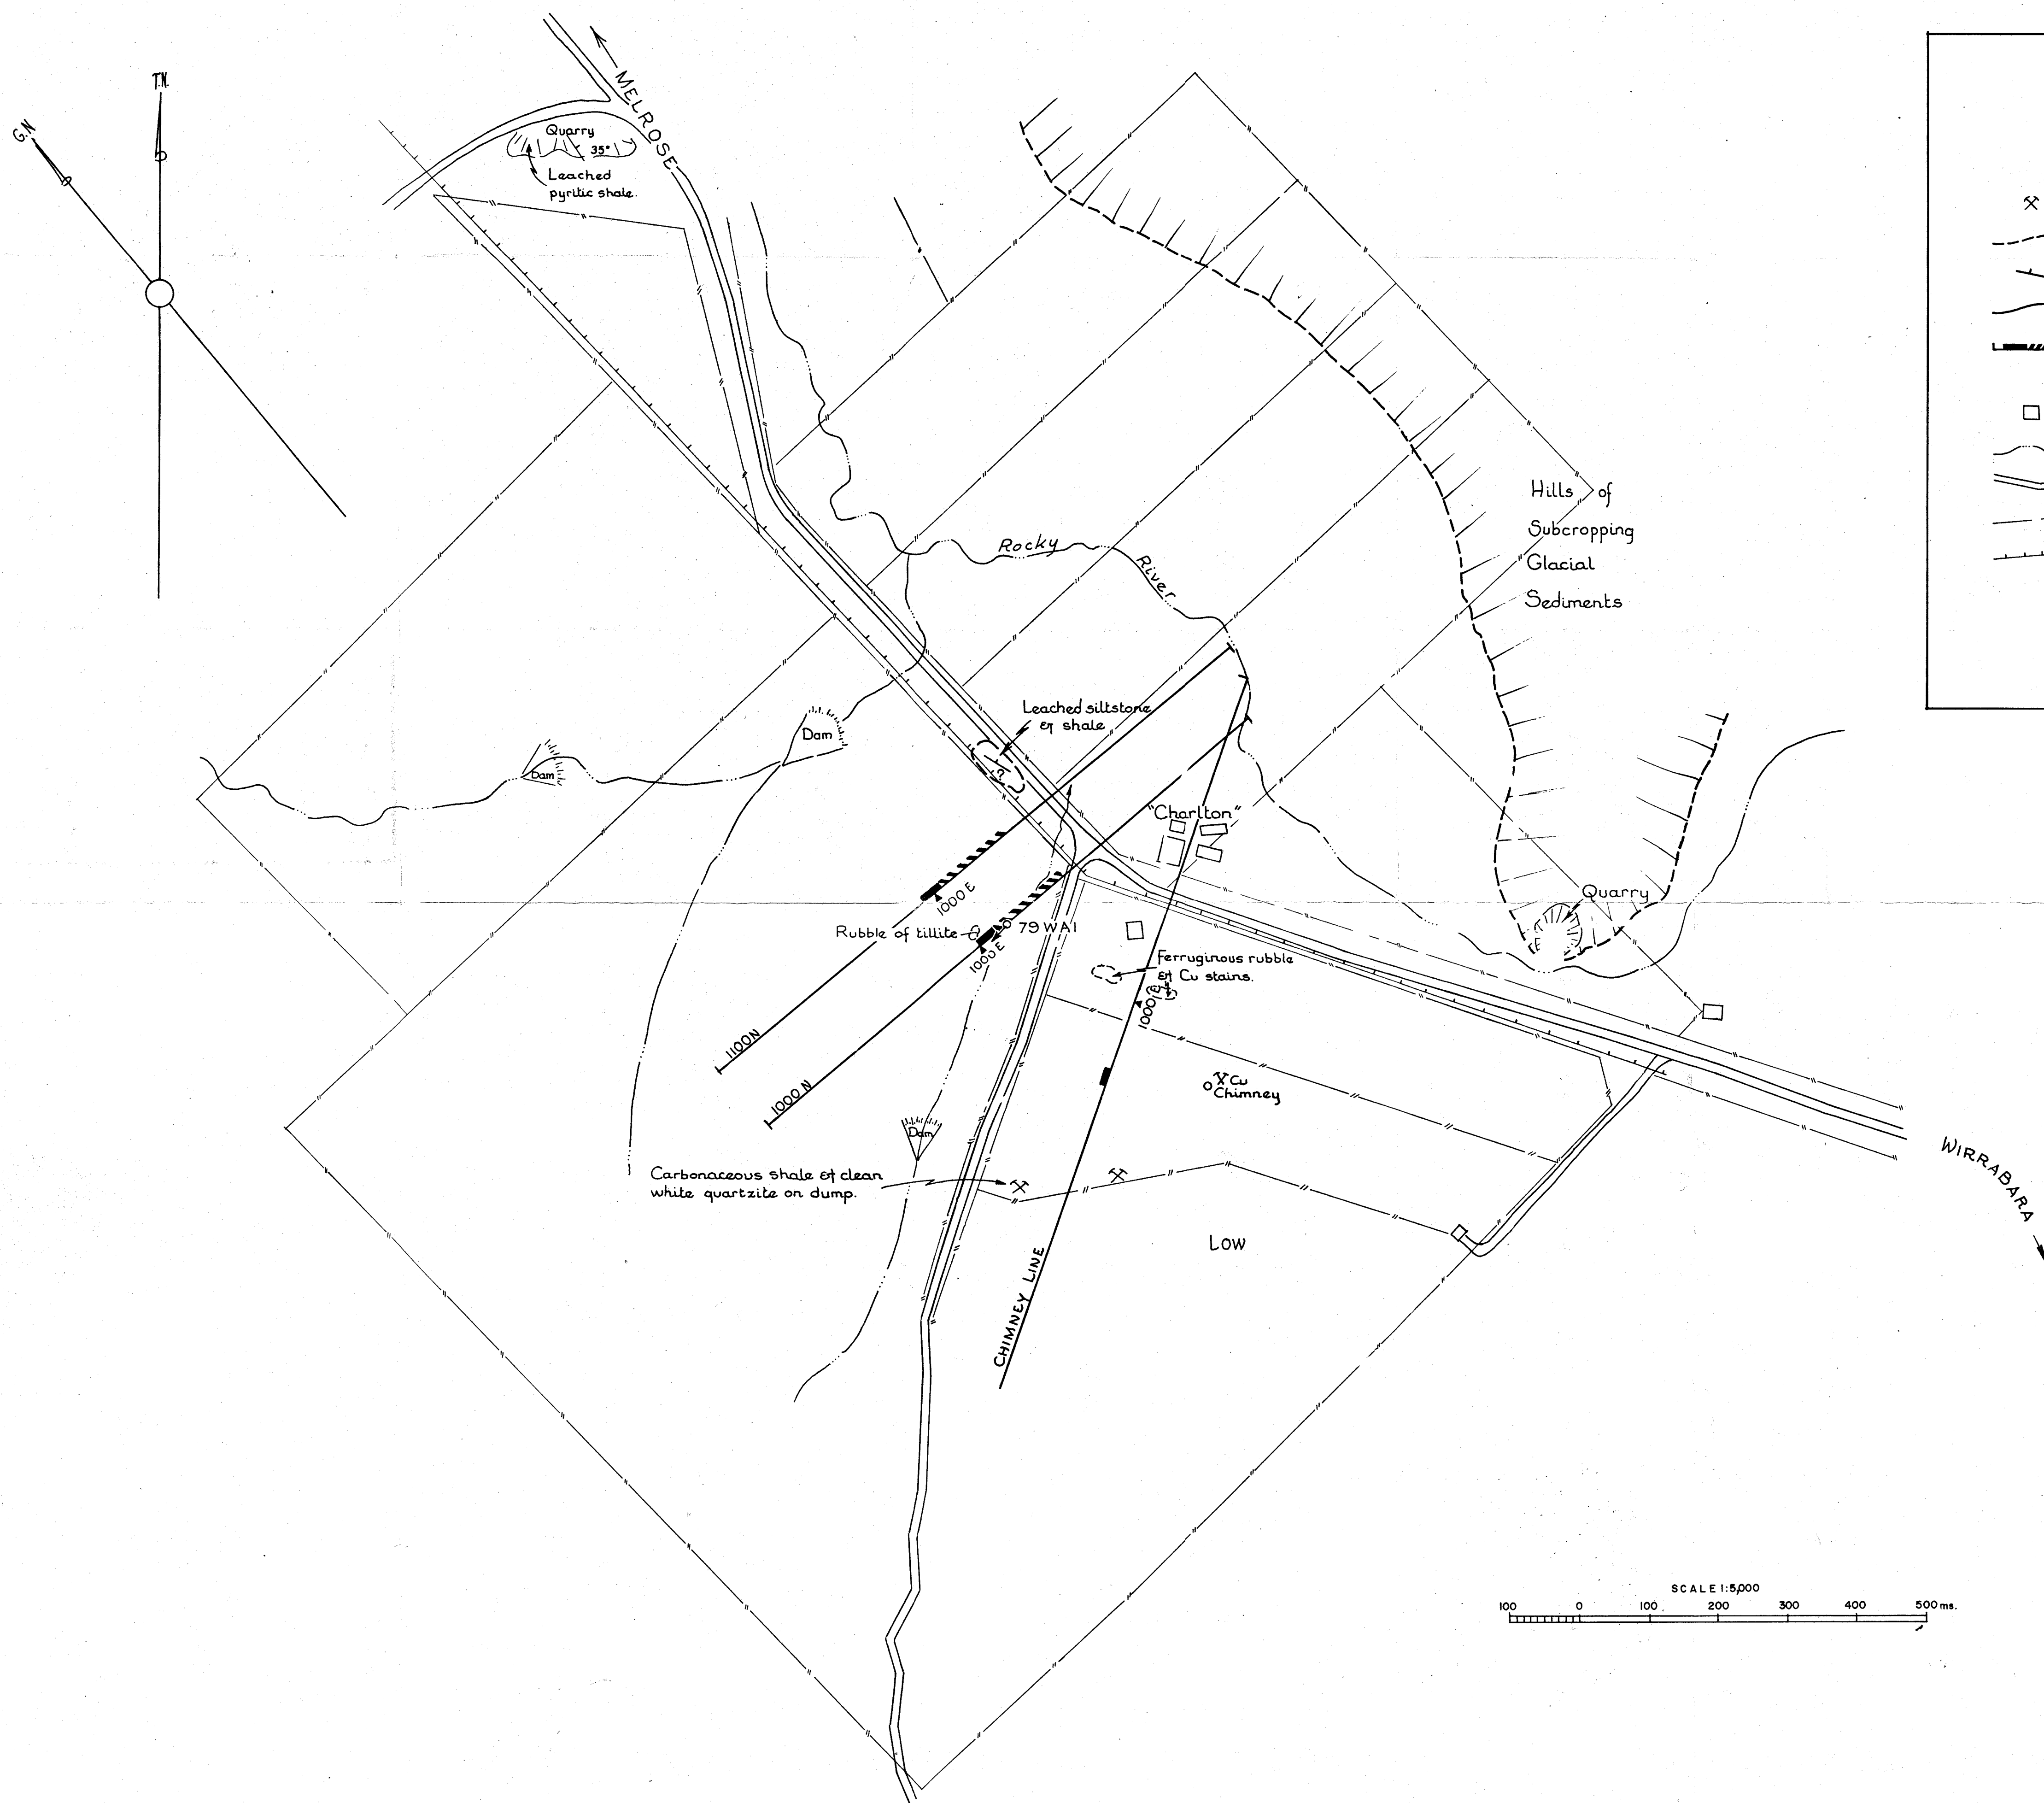 T.N.
G.N
MELROSE
Quarry
35°
Leached
pyritic shale.
Hills of
Subcropping
Glacial
Sediments
Rocky
River
Leached siltstone
& shale
?
Dam
Dam
"Charlton"
Quarry
1000 E
Rubble of tillite
79 WA1
1000 E
Ferruginous rubble
& Cu stains.
1000 E
1100N
1000 N
Cu
Chimney
Dam
Carbonaceous shale & clean
white quartzite on dump.
WIRRABARA
LOW
CHIMNEY LINE
SCALE 1:5,000
100 0 100 200 300 400 500 ms.